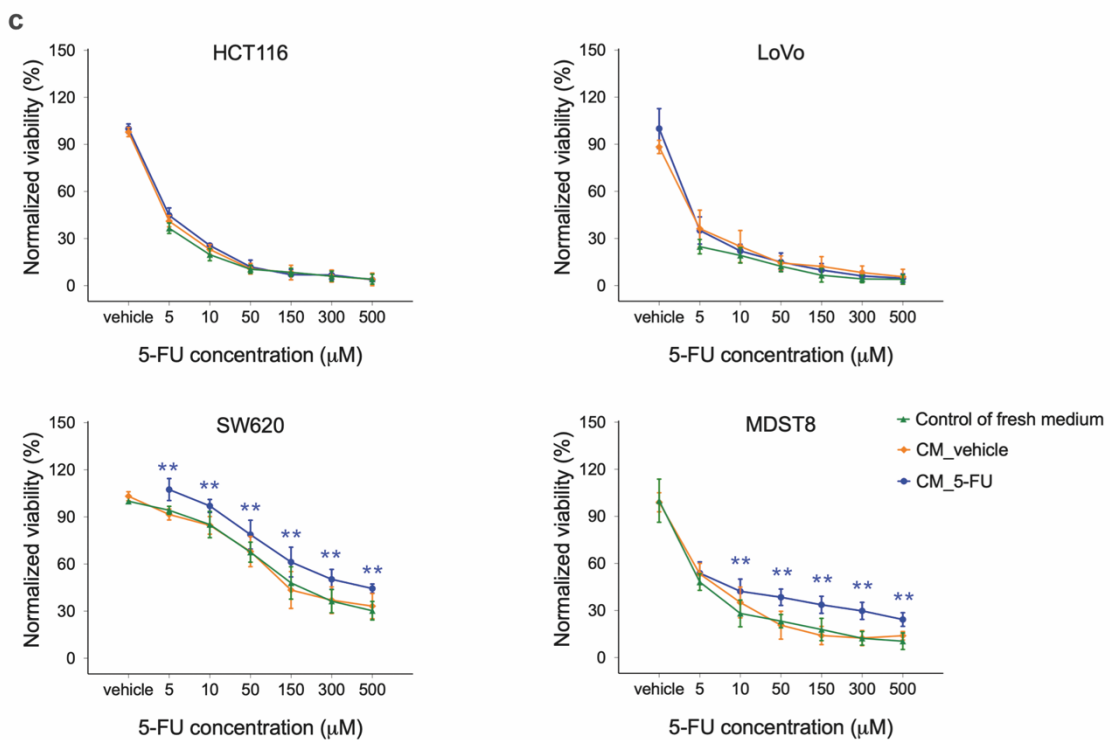 c
HCT116
Normalized viability (%)
150
120
90
60
30
0
vehicle 5 10 50 150 300 500
5-FU concentration (μM)
LoVo
Normalized viability (%)
150
120
90
60
30
0
vehicle 5 10 50 150 300 500
5-FU concentration (μM)
SW620
Normalized viability (%)
150
120
90
60
30
0
** ** ** ** ** **
vehicle 5 10 50 150 300 500
5-FU concentration (μM)
MDST8
Normalized viability (%)
150
120
90
60
30
0
** ** ** ** **
vehicle 5 10 50 150 300 500
5-FU concentration (μM)
Control of fresh medium
CM_vehicle
CM_5-FU